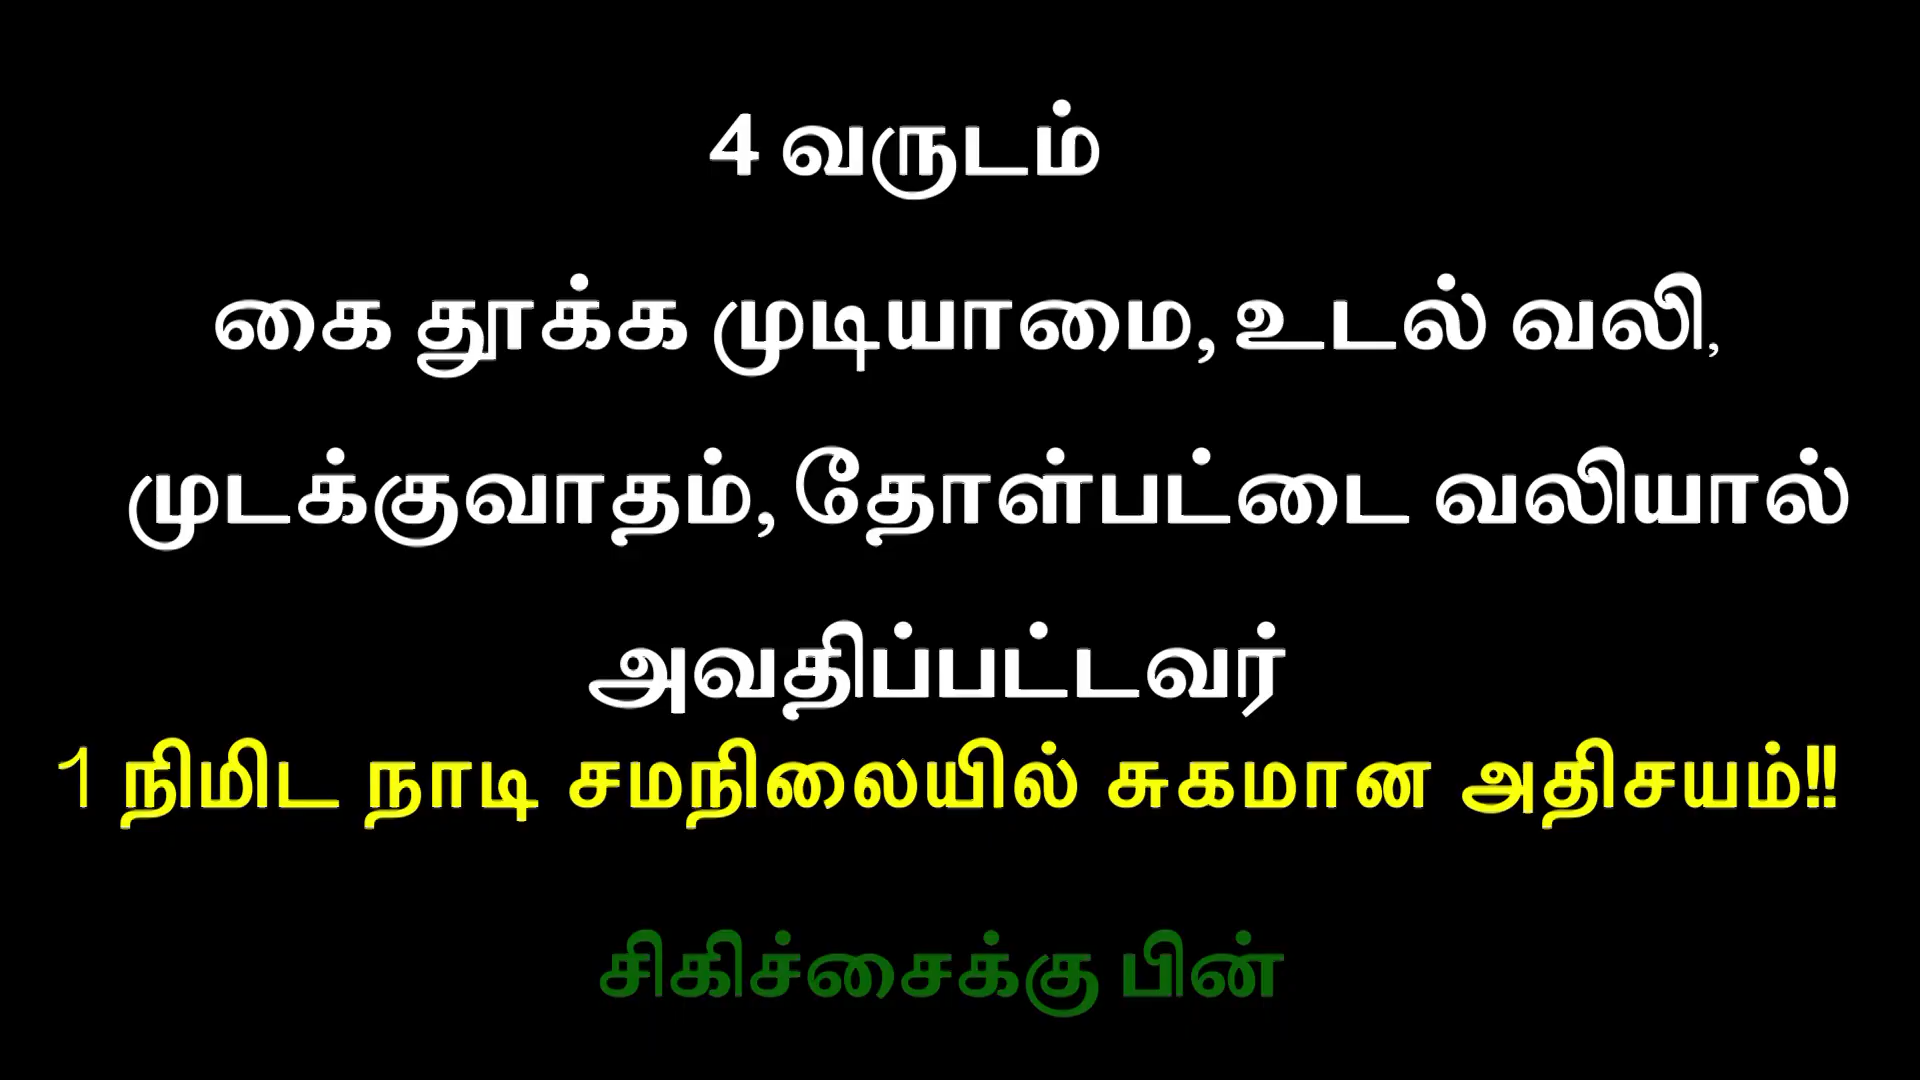 4 வருடம்
கை தூக்க முடியாமை, உடல் வலி,
முடக்குவாதம், தோள்பட்டை வலியால்
அவதிப்பட்டவர்
1 நிமிட நாடி சமநிலையில் சுகமான அதிசயம்!!
சிகிச்சைக்கு பின்